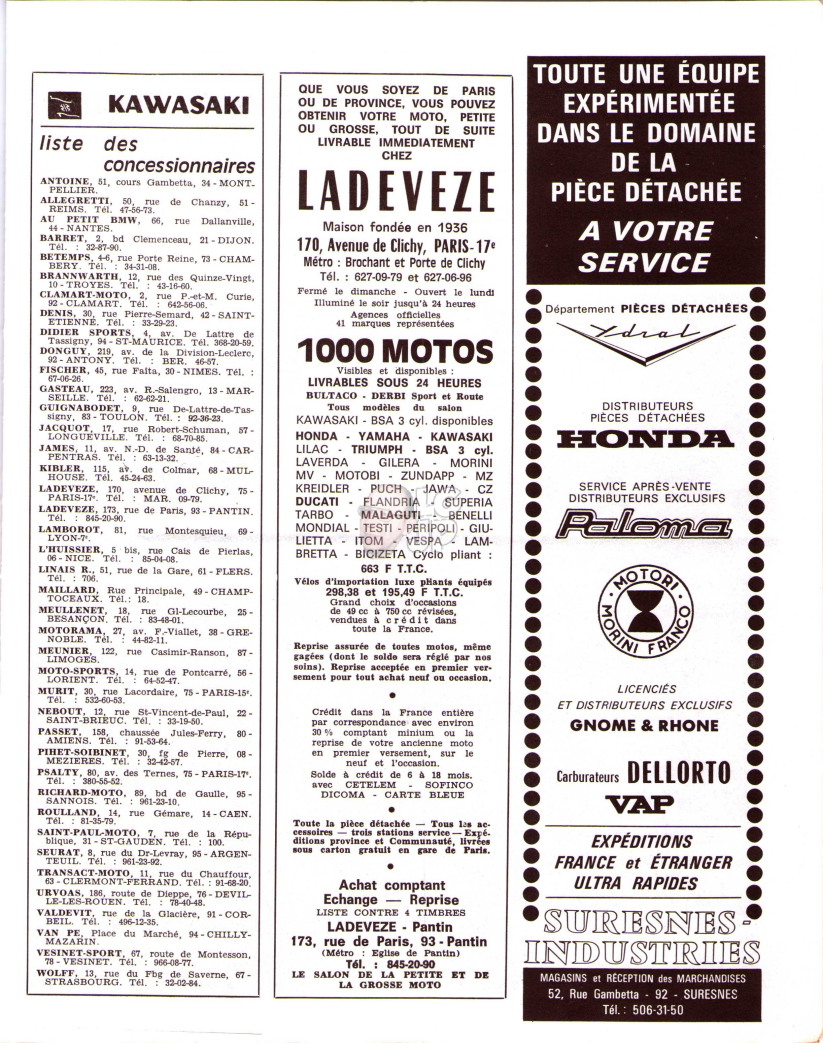 KAWASAKI
liste des
concessionnaires
ANTOINE, 51, cours Gambetta, 34 - MONT-
PELLIER.
ALLEGRETTI, 50, rue de Chanzy, 51 -
REIMS. Tél. 47-56-73.
AU PETIT BMW, 66, rue Dallanville,
44 - NANTES.
BARRET, 2, bd Clemenceau, 21 - DIJON.
Tél. : 32-87-90.
BETEMPS, 4-6, rue Porte Reine, 73 - CHAM-
BERY. Tél. : 34-31-08.
BRANNWARTH, 12, rue des Quinze-Vingt,
10 - TROYES. Tél. : 43-16-60.
CLAMART-MOTO, 2, rue P.-et-M. Curie,
92 - CLAMART. Tél. : 642-56-06.
DENIS, 30, rue Pierre-Semard, 42 - SAINT-
ETIENNE. Tél. : 33-29-23.
DIDIER SPORTS, 4, av. De Lattre de
Tassigny, 94 - ST-MAURICE. Tél. 368-20-59.
DONGUY, 219, av. de la Division-Leclerc,
92 - ANTONY. Tél. : BER. 46-57.
FISCHER, 45, rue Faïta, 30 - NIMES. Tél. :
67-06-26.
GASTEAU, 223, av. R.-Salengro, 13 - MAR-
SEILLE. Tél. : 62-62-21.
GUIGNABODET, 9, rue De-Lattre-de-Tas-
signy, 83 - TOULON. Tél. : 92-36-23.
JACQUOT, 17, rue Robert-Schuman, 57 -
LONGUEVILLE. Tél. : 68-70-85.
JAMES, 11, av. N.-D. de Santé, 84 - CAR-
PENTRAS. Tél. : 63-13-32.
KIBLER, 115, av. de Colmar, 68 - MUL-
HOUSE. Tél. 45-24-63.
LADEVEZE, 170, avenue de Clichy, 75 -
PARIS-17e. Tél. : MAR. 09-79.
LADEVEZE, 173, rue de Paris, 93 - PANTIN.
Tél. : 845-20-90.
LAMBOROT, 81, rue Montesquieu, 69 -
LYON-7e.
L'HUISSIER, 5 bis, rue Cais de Pierlas,
06 - NICE. Tél. : 85-04-08.
LINAIS R., 51, rue de la Gare, 61 - FLERS.
Tél. : 706.
MAILLARD, Rue Principale, 49 - CHAMP-
TOCEAUX. Tél.: 18.
MEULLENET, 18, rue Gl-Lecourbe, 25 -
BESANÇON. Tél. : 83-48-01.
MOTORAMA, 27, av. F.-Viallet, 38 - GRE-
NOBLE. Tél. : 44-82-11.
MEUNIER, 122, rue Casimir-Ranson, 87 -
LIMOGES.
MOTO-SPORTS, 14, rue de Pontcarré, 56 -
LORIENT. Tél. : 64-52-47.
MURIT, 30, rue Lacordaire, 75 - PARIS-15e.
Tél. : 532-60-53.
NEBOUT, 12, rue St-Vincent-de-Paul, 22 -
SAINT-BRIEUC. Tél. : 33-19-50.
PASSET, 158, chaussée Jules-Ferry, 80 -
AMIENS. Tél. : 91-53-64.
PIHET-SOIBINET, 30, fg de Pierre, 08 -
MEZIERES. Tél. : 32-42-57.
PSALTY, 80, av. des Ternes, 75 - PARIS-17e.
Tél. : 380-55-52.
RICHARD-MOTO, 89, bd de Gaulle, 95 -
SANNOIS. Tél. : 961-23-10.
ROULLAND, 14, rue Gémare, 14 - CAEN.
Tél. : 81-35-79.
SAINT-PAUL-MOTO, 7, rue de la Répu-
blique, 31 - ST-GAUDEN. Tél. : 100.
SEURAT, 8, rue du Dr-Levray, 95 - ARGEN-
TEUIL. Tél. : 961-23-92.
TRANSACT-MOTO, 11, rue du Chauffour,
63 - CLERMONT-FERRAND. Tél. : 91-68-20.
URVOAS, 186, route de Dieppe, 76 - DEVIL-
LE-LES-ROUEN. Tél. : 78-40-48.
VALDEVIT, rue de la Glacière, 91 - COR-
BEIL. Tél. : 496-12-35.
VAN PE, Place du Marché, 94 - CHILLY-
MAZARIN.
VESINET-SPORT, 67, route de Montesson,
78 - VESINET. Tél. : 966-08-77.
WOLFF, 13, rue du Fbg de Saverne, 67 -
STRASBOURG. Tél. : 32-02-84.
QUE VOUS SOYEZ DE PARIS
OU DE PROVINCE, VOUS POUVEZ
OBTENIR VOTRE MOTO, PETITE
OU GROSSE, TOUT DE SUITE
LIVRABLE IMMEDIATEMENT
CHEZ
LADEVEZE
Maison fondée en 1936
170, Avenue de Clichy, PARIS-17e
Métro : Brochant et Porte de Clichy
Tél. : 627-09-79 et 627-06-96
Fermé le dimanche - Ouvert le lundi
Illuminé le soir jusqu'à 24 heures
Agences officielles
41 marques représentées
1000 MOTOS
Visibles et disponibles :
LIVRABLES SOUS 24 HEURES
BULTACO - DERBI Sport et Route
Tous modèles du salon
KAWASAKI - BSA 3 cyl. disponibles
HONDA - YAMAHA - KAWASAKI
LILAC - TRIUMPH - BSA 3 cyl.
LAVERDA - GILERA - MORINI
MV - MOTOBI - ZUNDAPP - MZ
KREIDLER - PUCH - JAWA - CZ
DUCATI - FLANDRIA - SUPERIA
TARBO - MALAGUTI - BENELLI
MONDIAL - TESTI - PERIPOLI - GIU-
LIETTA - ITOM - VESPA - LAM-
BRETTA - BICIZETA Cyclo pliant :
663 F T.T.C.
Vélos d'importation luxe pliants équipés
298,38 et 195,49 F T.T.C.
Grand choix d'occasions
de 49 cc à 750 cc révisées,
vendues à crédit dans
toute la France.
Reprise assurée de toutes motos, même
gagées (dont le solde sera réglé par nos
soins). Reprise acceptée en premier ver-
sement pour tout achat neuf ou occasion.
Crédit dans la France entière
par correspondance avec environ
30 % comptant minium ou la
reprise de votre ancienne moto
en premier versement, sur le
neuf et l'occasion.
Solde à crédit de 6 à 18 mois.
avec CETELEM - SOFINCO
DICOMA - CARTE BLEUE
Toute la pièce détachée — Tous les ac-
cessoires — trois stations service — Expé-
ditions province et Communauté, livrées
sous carton gratuit en gare de Paris.
Achat comptant
Echange — Reprise
LISTE CONTRE 4 TIMBRES
LADEVEZE - Pantin
173, rue de Paris, 93 - Pantin
(Métro : Eglise de Pantin)
Tél. : 845-20-90
LE SALON DE LA PETITE ET DE
LA GROSSE MOTO
TOUTE UNE ÉQUIPE
EXPÉRIMENTÉE
DANS LE DOMAINE
DE LA
PIÈCE DÉTACHÉE
A VOTRE
SERVICE
Département PIÈCES DÉTACHÉES
Ydral
DISTRIBUTEURS
PIÈCES DÉTACHÉES
HONDA
SERVICE APRÈS-VENTE
DISTRIBUTEURS EXCLUSIFS
Paloma
MOTORI
MORINI FRANCO
LICENCIÉS
ET DISTRIBUTEURS EXCLUSIFS
GNOME & RHONE
Carburateurs DELLORTO
VAP
EXPÉDITIONS
FRANCE et ÉTRANGER
ULTRA RAPIDES
SURESNES-
INDUSTRIES
MAGASINS et RÉCEPTION des MARCHANDISES
52, Rue Gambetta - 92 - SURESNES
Tél. : 506-31-50